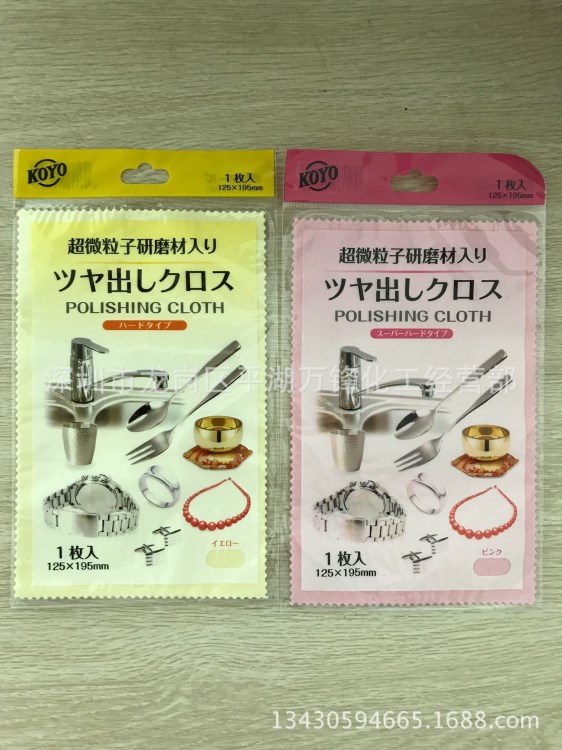 KOYO
1枚入
125×195mm
超微粒子研磨材入り
ツヤ出しクロス
POLISHING CLOTH
ハードタイプ
1枚入
125×195mm
イエロー
KOYO
1枚入
125×195mm
超微粒子研磨材入り
ツヤ出しクロス
POLISHING CLOTH
スーパーハードタイプ
1枚入
125×195mm
ピンク
深圳市龙岗区平湖万锋化工经营部
13430594665.1688.com